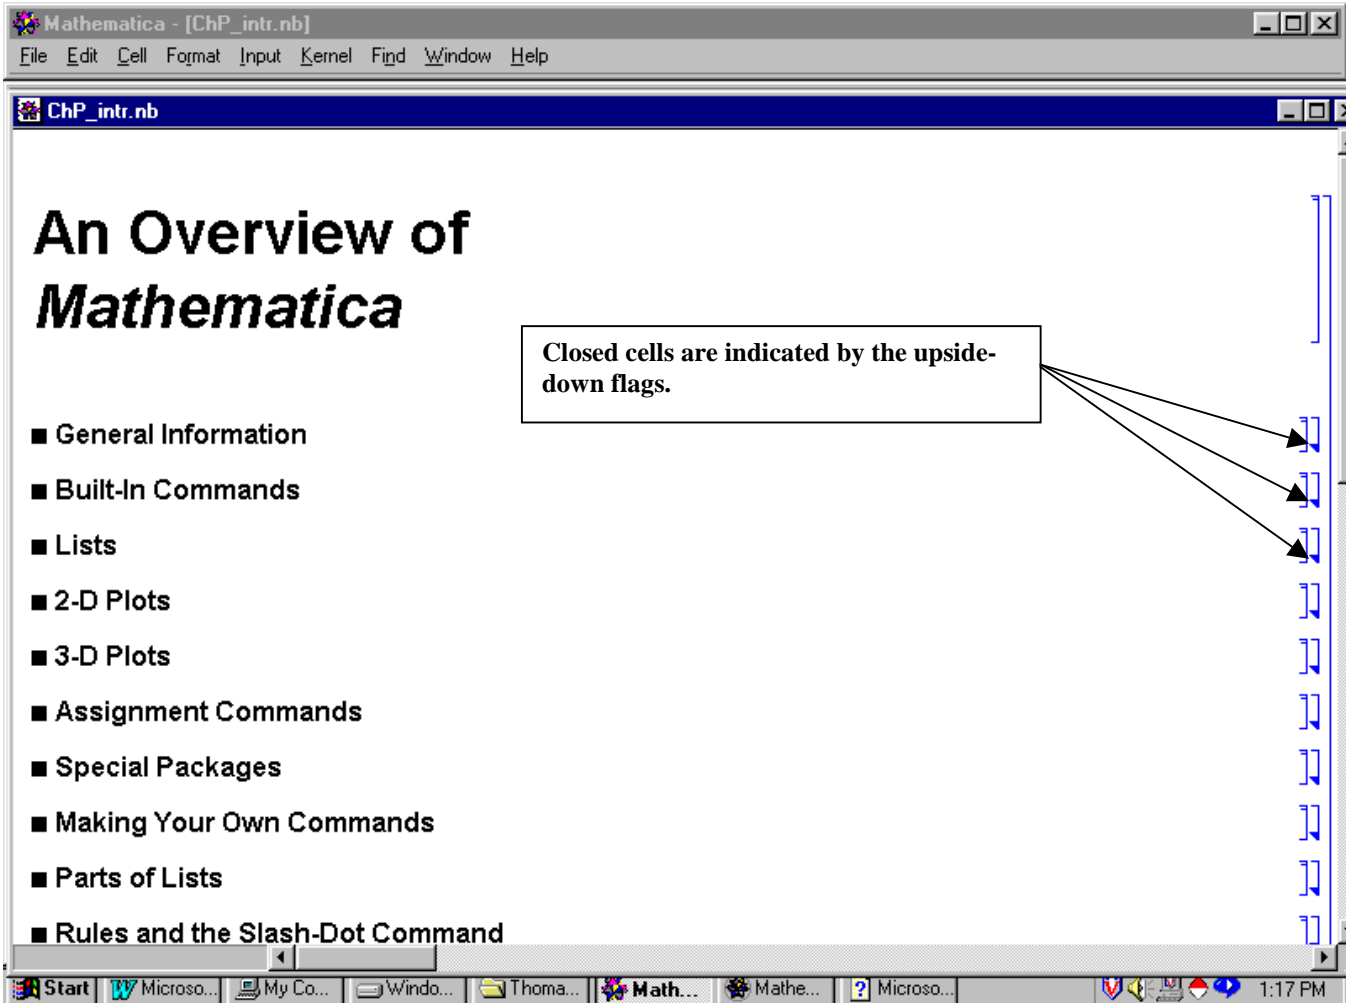 Mathematica - [ChP_intr.nb]
File Edit Cell Format Input Kernel Find Window Help
ChP_intr.nb
An Overview of
Mathematica
Closed cells are indicated by the upside-
down flags.
General Information
Built-In Commands
Lists
2-D Plots
3-D Plots
Assignment Commands
Special Packages
Making Your Own Commands
Parts of Lists
Rules and the Slash-Dot Command
Start Microso... My Co... Windo... Thoma... Math... Mathe... Microso... 1:17 PM